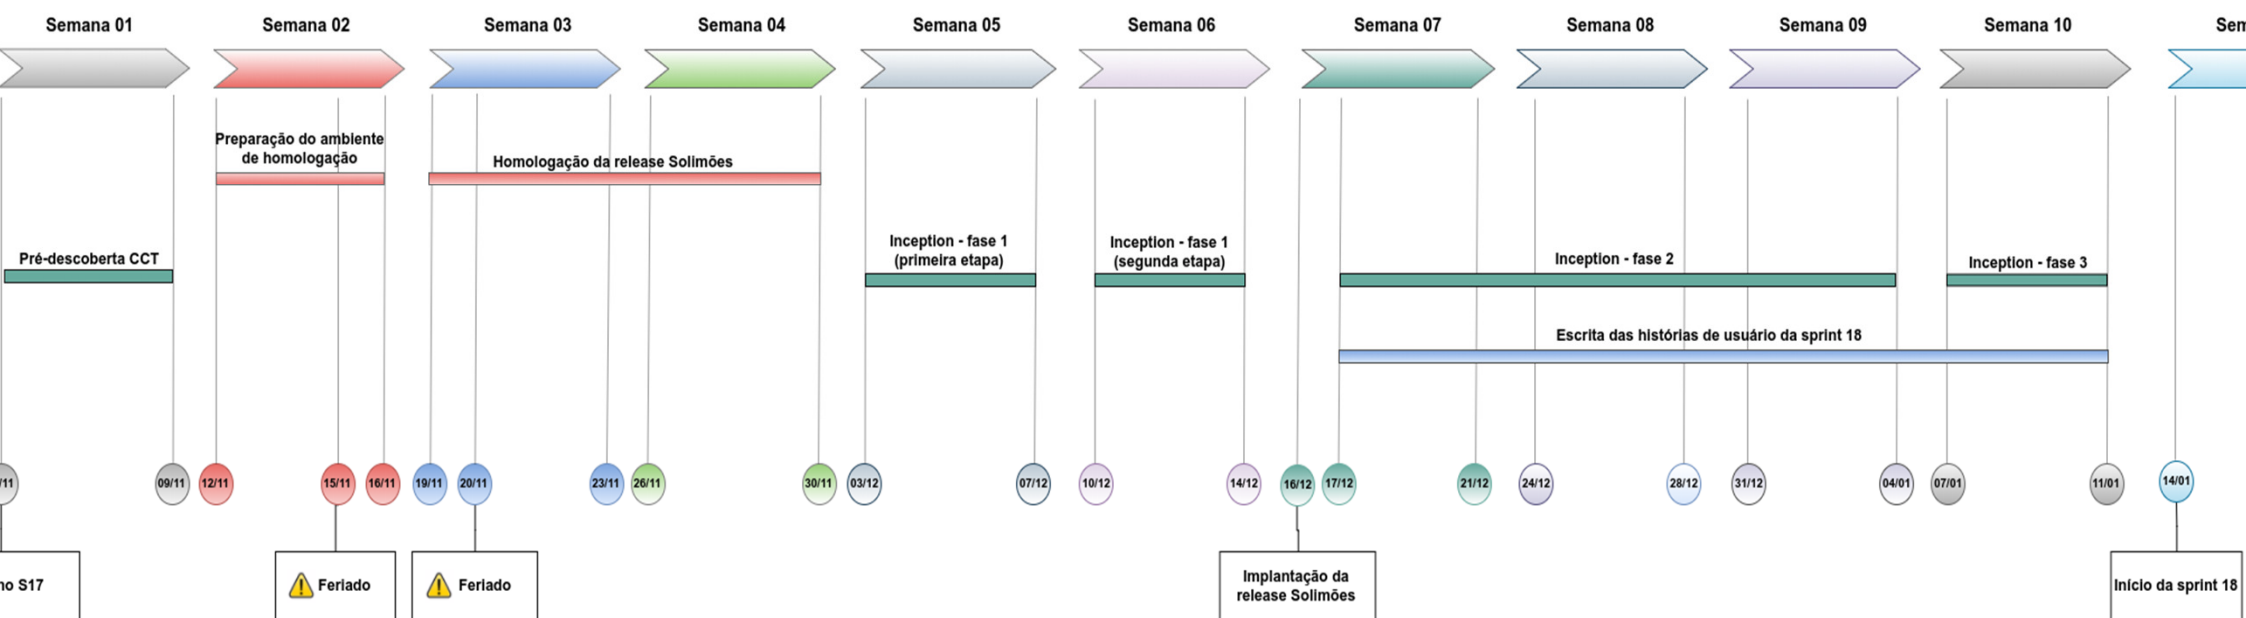 Semana 01
Semana 02
Semana 03
Semana 04
Semana 05
Semana 06
Semana 07
Semana 08
Semana 09
Semana 10
Preparação do ambiente
de homologação
Homologação da release Solimões
Pré-descoberta CCT
Inception - fase 1
(primeira etapa)
Inception - fase 1
(segunda etapa)
Inception - fase 2
Inception - fase 3
Escrita das histórias de usuário da sprint 18
/11
09/11
12/11
15/11
16/11
19/11
20/11
23/11
26/11
30/11
03/12
07/12
10/12
14/12
16/12
17/12
21/12
24/12
28/12
31/12
04/01
07/01
11/01
14/01
S17
Feriado
Feriado
Implantação da
release Solimões
Início da sprint 18